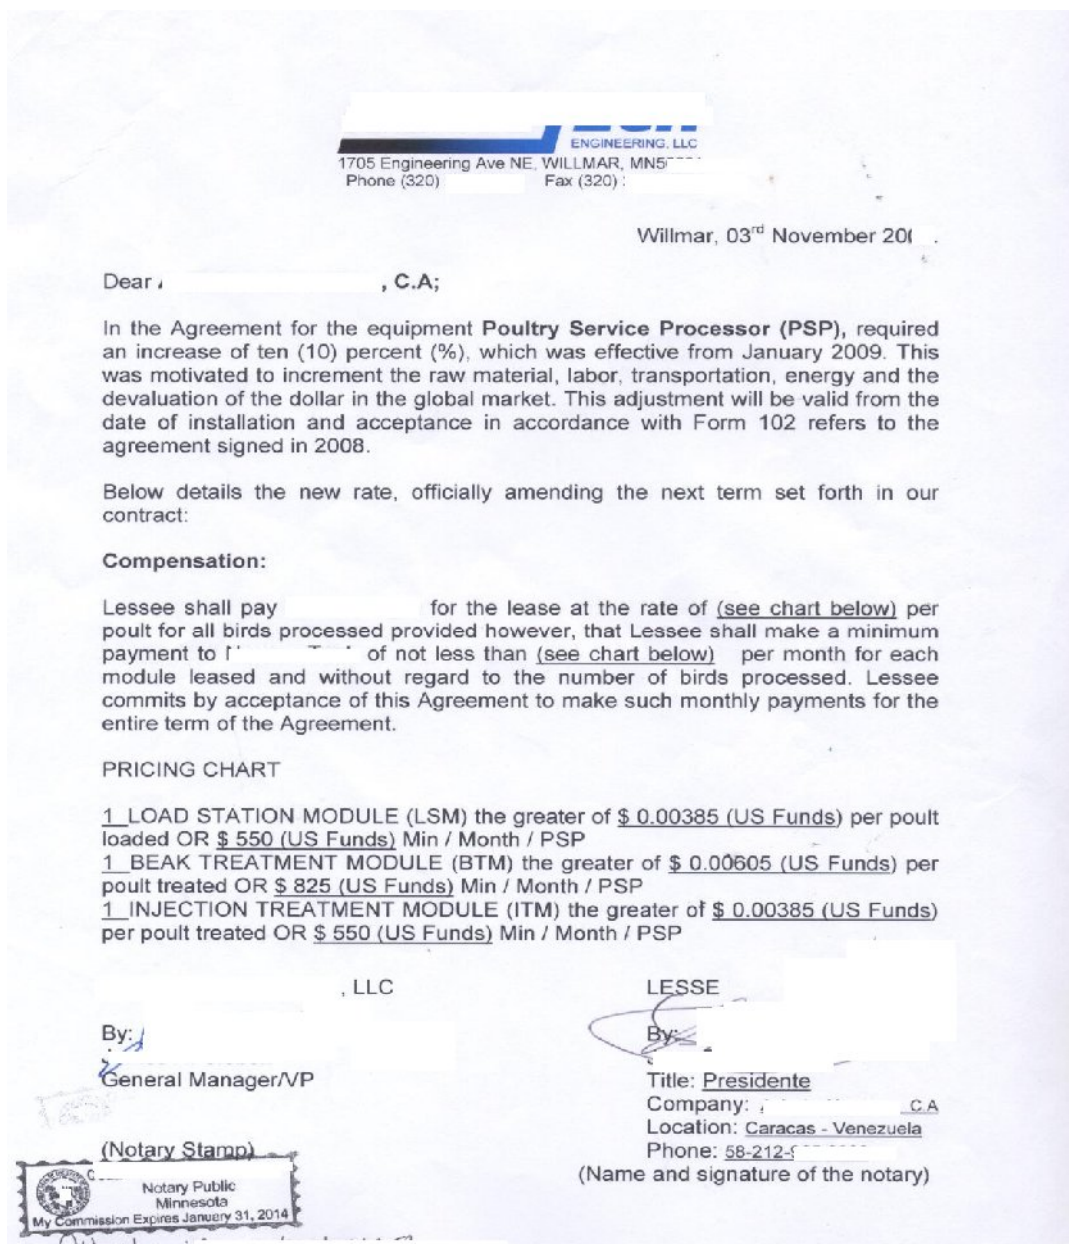 ENGINEERING, LLC
1705 Engineering Ave NE, WILLMAR, MN5
Phone (320) Fax (320)
Willmar, 03rd November 20
Dear , C.A;
In the Agreement for the equipment Poultry Service Processor (PSP), required
an increase of ten (10) percent (%), which was effective from January 2009. This
was motivated to increment the raw material, labor, transportation, energy and the
devaluation of the dollar in the global market. This adjustment will be valid from the
date of installation and acceptance in accordance with Form 102 refers to the
agreement signed in 2008.
Below details the new rate, officially amending the next term set forth in our
contract:
Compensation:
Lessee shall pay for the lease at the rate of (see chart below) per
poult for all birds processed provided however, that Lessee shall make a minimum
payment to of not less than (see chart below) per month for each
module leased and without regard to the number of birds processed. Lessee
commits by acceptance of this Agreement to make such monthly payments for the
entire term of the Agreement.
PRICING CHART
1 LOAD STATION MODULE (LSM) the greater of $ 0.00385 (US Funds) per poult
loaded OR $ 550 (US Funds) Min / Month / PSP
1 BEAK TREATMENT MODULE (BTM) the greater of $ 0.00605 (US Funds) per
poult treated OR $ 825 (US Funds) Min / Month / PSP
1 INJECTION TREATMENT MODULE (ITM) the greater of $ 0.00385 (US Funds)
per poult treated OR $ 550 (US Funds) Min / Month / PSP
, LLC
By:
General Manager/VP
LESSE
By:
Title: Presidente
Company: C.A
Location: Caracas - Venezuela
Phone: 58-212-
(Name and signature of the notary)
(Notary Stamp)
Notary Public
Minnesota
My Commission Expires January 31, 2014